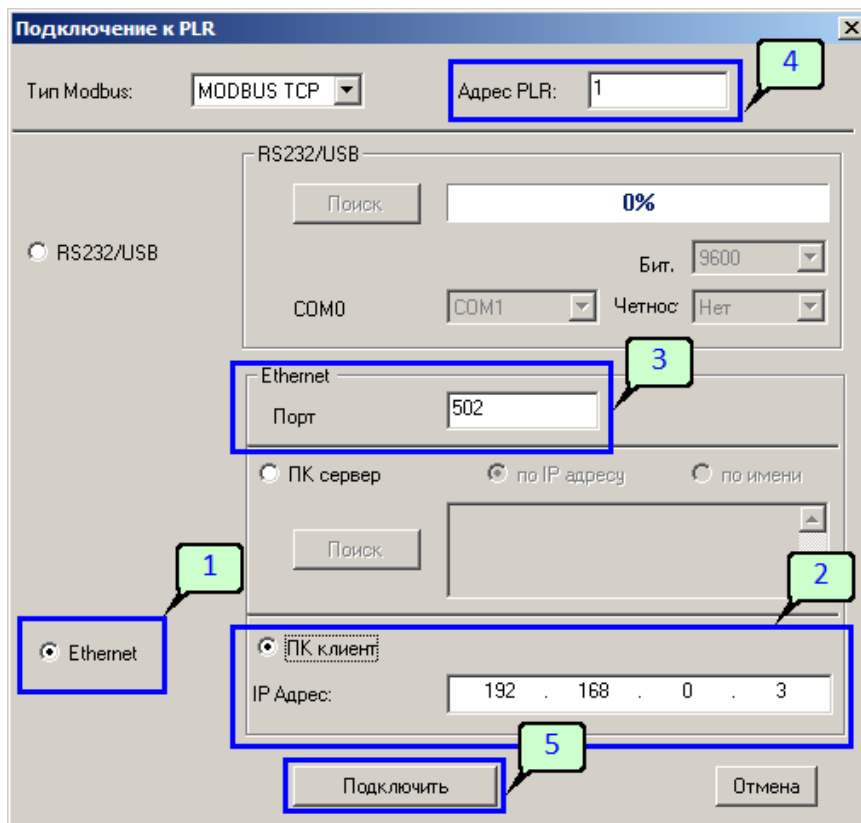 Подключение к PLR
4
Тип Modbus: MODBUS TCP Адрес PLR: 1
RS232/USB
Поиск 0%
RS232/USB
Бит. 9600
COM0 COM1 Четнос Нет
3
Ethernet
Порт 502
ПК сервер по IP адресу по имени
Поиск
1
2
Ethernet
ПК клиент
IP Адрес: 192 . 168 . 0 . 3
5
Подключить Отмена